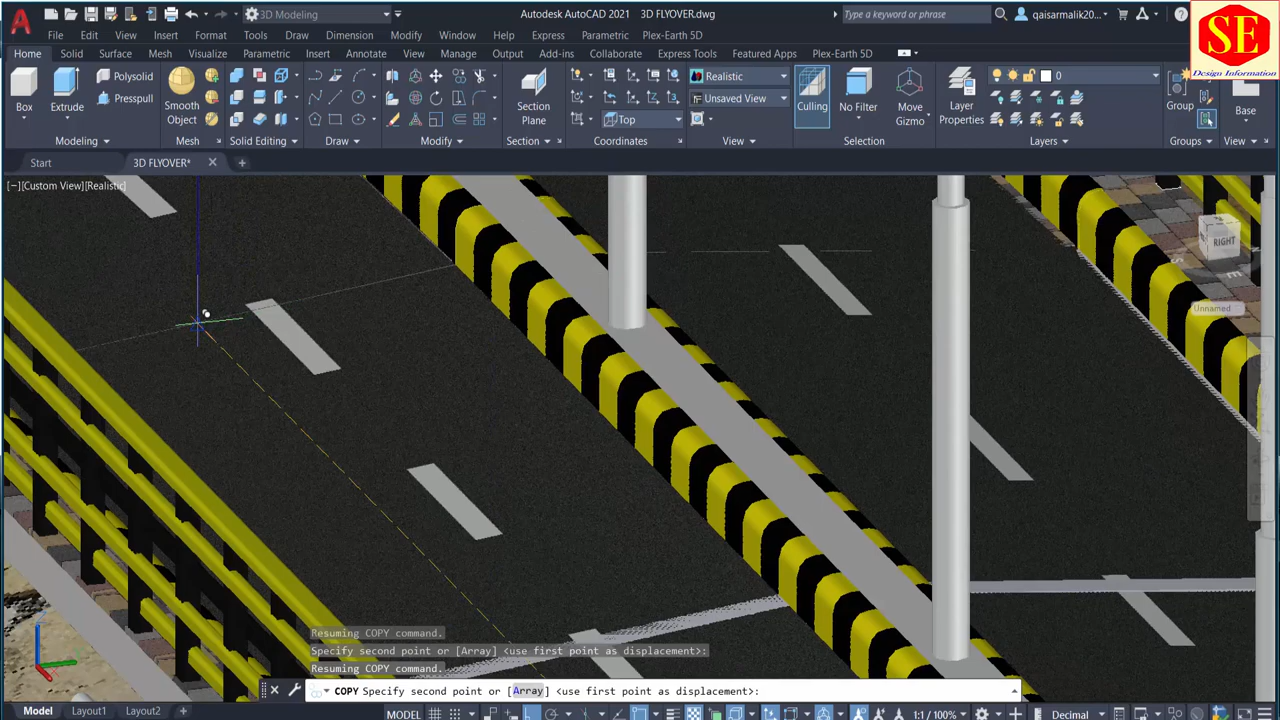 3D Modeling
Autodesk AutoCAD 2021 3D FLYOVER.dwg
Type a keyword or phrase
qaisarmalik20...
SE
Design Information
File Edit View Insert Format Tools Draw Dimension Modify Window Help Express Parametric Plex-Earth 5D
Home Solid Surface Mesh Visualize Parametric Insert Annotate View Manage Output Add-ins Collaborate Express Tools Featured Apps Plex-Earth 5D
Box
Extrude
Polysolid
Presspull
Smooth
Object
Section
Plane
Realistic
Unsaved View
Top
Culling
No Filter
Move
Gizmo
Layer
Properties
0
Group
Base
Modeling
Mesh
Solid Editing
Draw
Modify
Section
Coordinates
View
Selection
Layers
Groups
View
Start
3D FLYOVER*
[−][Custom View][Realistic]
RIGHT
S
E
Unnamed
Resuming COPY command.
Specify second point or [Array] <use first point as displacement>:
Resuming COPY command.
COPY Specify second point or [Array] <use first point as displacement>:
Model
Layout1
Layout2
MODEL
1:1 / 100%
Decimal